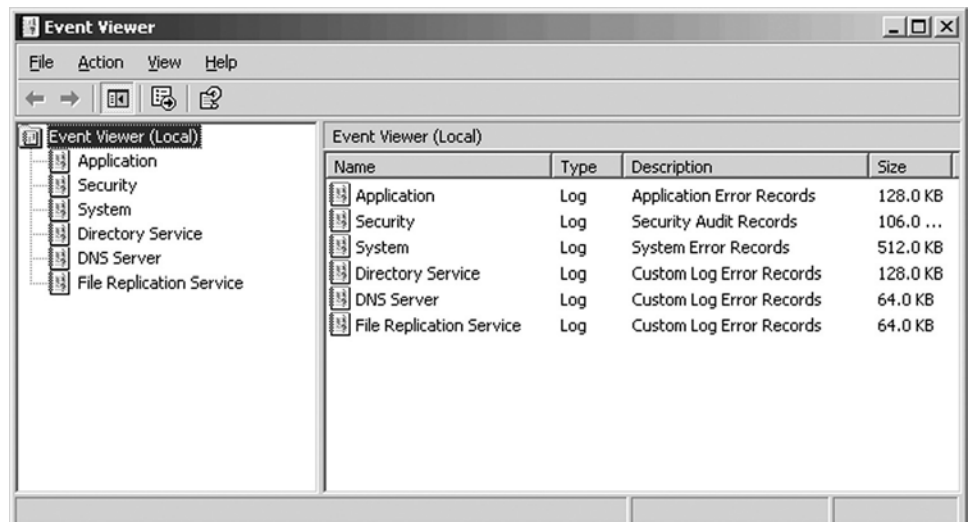 Event Viewer
File Action View Help
Event Viewer (Local)
Application
Security
System
Directory Service
DNS Server
File Replication Service
Event Viewer (Local)
Name Type Description Size
Application Log Application Error Records 128.0 KB
Security Log Security Audit Records 106.0 ...
System Log System Error Records 512.0 KB
Directory Service Log Custom Log Error Records 128.0 KB
DNS Server Log Custom Log Error Records 64.0 KB
File Replication Service Log Custom Log Error Records 64.0 KB